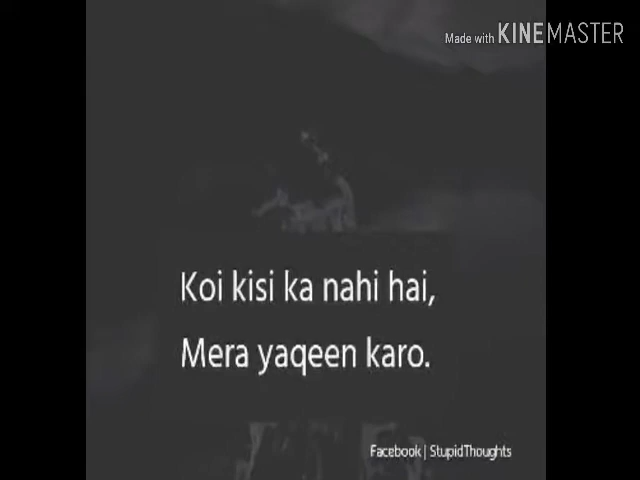 Made with KINEMASTER
Koi kisi ka nahi hai,
Mera yaqeen karo.
Facebook | StupidThoughts